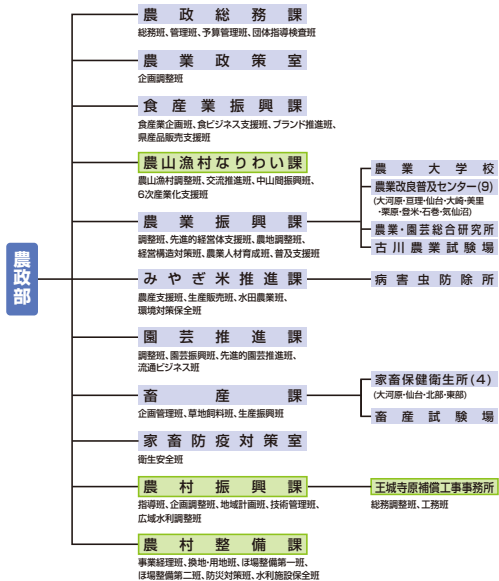 農政部
農政総務課
総務班、管理班、予算管理班、団体指導検査班
農業政策室
企画調整班
食産業振興課
食産業企画班、食ビジネス支援班、ブランド推進班、
県産品販売支援班
農山漁村なりわい課
農山漁村調整班、交流推進班、中山間振興班、
6次産業化支援班
農業振興課
調整班、先進的経営体支援班、農地調整班、
経営構造対策班、農業人材育成班、普及支援班
農業大学校
農業改良普及センター(9)
(大河原・亘理・仙台・大崎・美里
・栗原・登米・石巻・気仙沼)
農業・園芸総合研究所
古川農業試験場
みやぎ米推進課
農産支援班、生産販売班、水田農業班、
環境対策保全班
病害虫防除所
園芸推進課
調整班、園芸振興班、先進的園芸推進班、
流通ビジネス班
畜産課
企画管理班、草地飼料班、生産振興班
家畜保健衛生所(4)
(大河原・仙台・北部・東部)
畜産試験場
家畜防疫対策室
衛生安全班
農村振興課
指導班、企画調整班、地域計画班、技術管理班、
広域水利調整班
王城寺原補償工事事務所
総務調整班、工務班
農村整備課
事業経理班、換地・用地班、ほ場整備第一班、
ほ場整備第二班、防災対策班、水利施設保全班